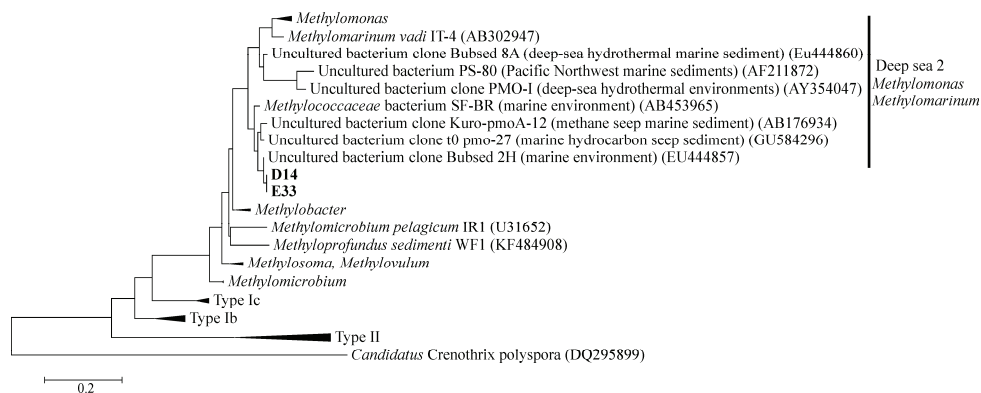 Methylomonas
Methylomarinum vadi IT-4 (AB302947)
Uncultured bacterium clone Bubsed 8A (deep-sea hydrothermal marine sediment) (Eu444860)
Uncultured bacterium PS-80 (Pacific Northwest marine sediments) (AF211872)
Uncultured bacterium clone PMO-I (deep-sea hydrothermal environments) (AY354047)
Methylococcaceae bacterium SF-BR (marine environment) (AB453965)
Uncultured bacterium clone Kuro-pmoA-12 (methane seep marine sediment) (AB176934)
Uncultured bacterium clone t0 pmo-27 (marine hydrocarbon seep sediment) (GU584296)
Uncultured bacterium clone Bubsed 2H (marine environment) (EU444857)
D14
E33
Methylobacter
Methylomicrobium pelagicum IR1 (U31652)
Methyloprofundus sedimenti WF1 (KF484908)
Methylosoma, Methylovulum
Methylomicrobium
Type Ic
Type Ib
Type II
Candidatus Crenothrix polyspora (DQ295899)
0.2
Deep sea 2
Methylomonas
Methylomarinum